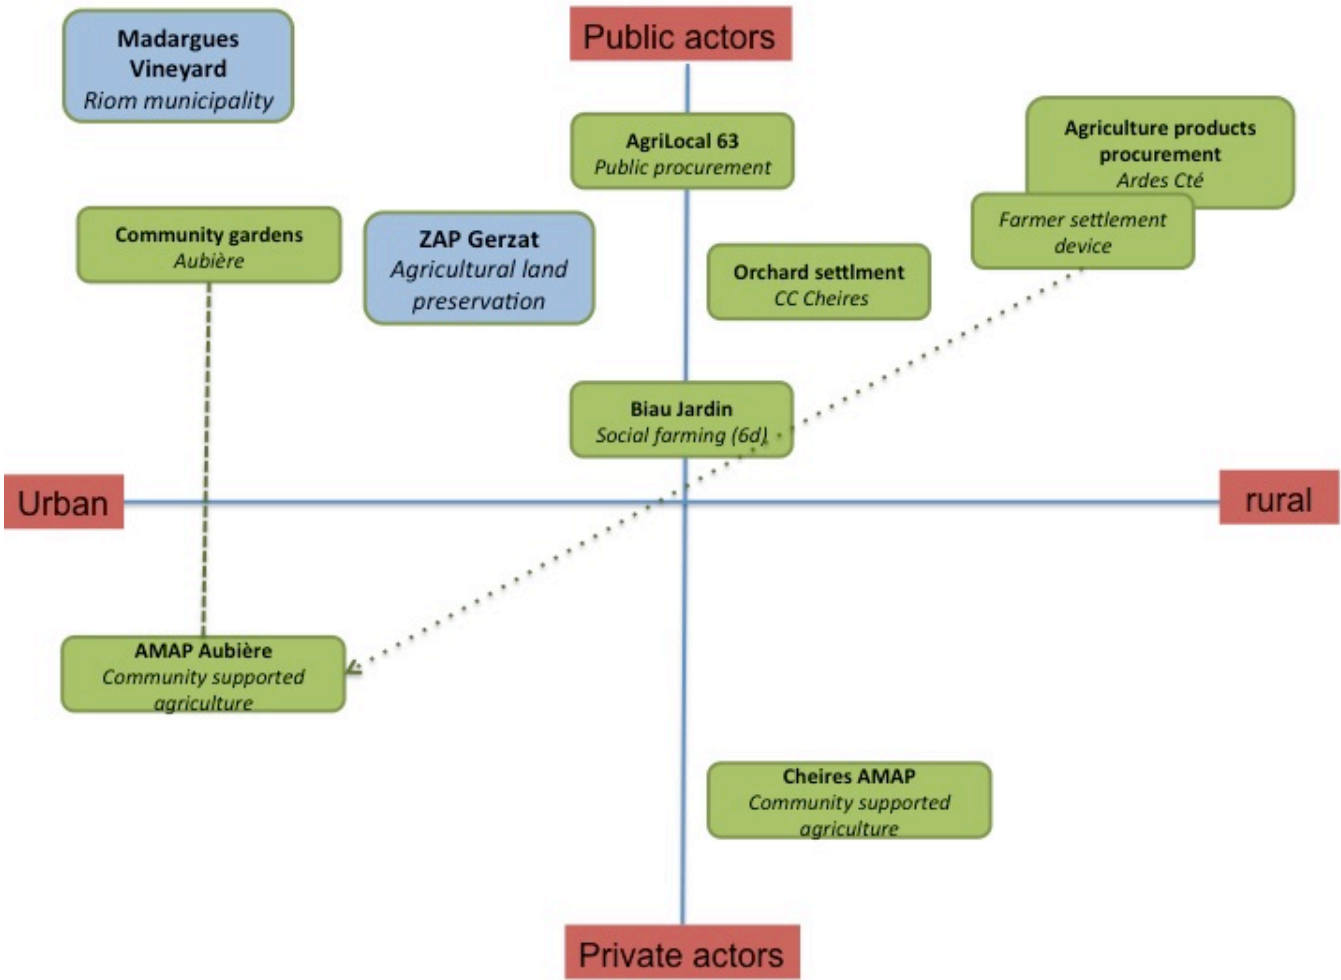 Madargues
Vineyard
Riom municipality
Public actors
AgriLocal 63
Public procurement
Agriculture products
procurement
Ardes Cté
Farmer settlement
device
Community gardens
Aubière
ZAP Gerzat
Agricultural land
preservation
Orchard settlment
CC Cheires
Biau Jardin
Social farming (6d)
Urban
rural
AMAP Aubière
Community supported
agriculture
Cheires AMAP
Community supported
agriculture
Private actors